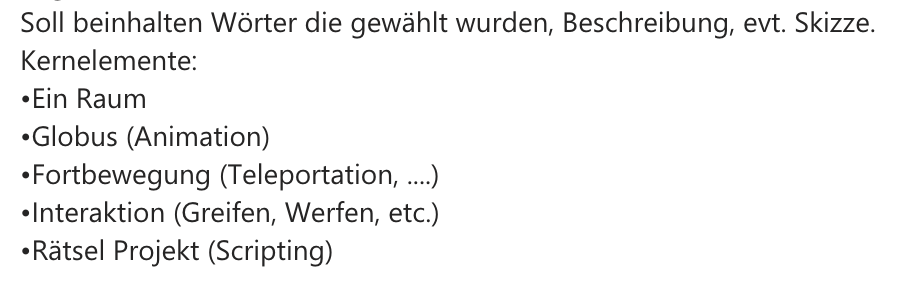 Soll beinhalten Wörter die gewählt wurden, Beschreibung, evt. Skizze.
Kernelemente:
•Ein Raum
•Globus (Animation)
•Fortbewegung (Teleportation, ....)
•Interaktion (Greifen, Werfen, etc.)
•Rätsel Projekt (Scripting)